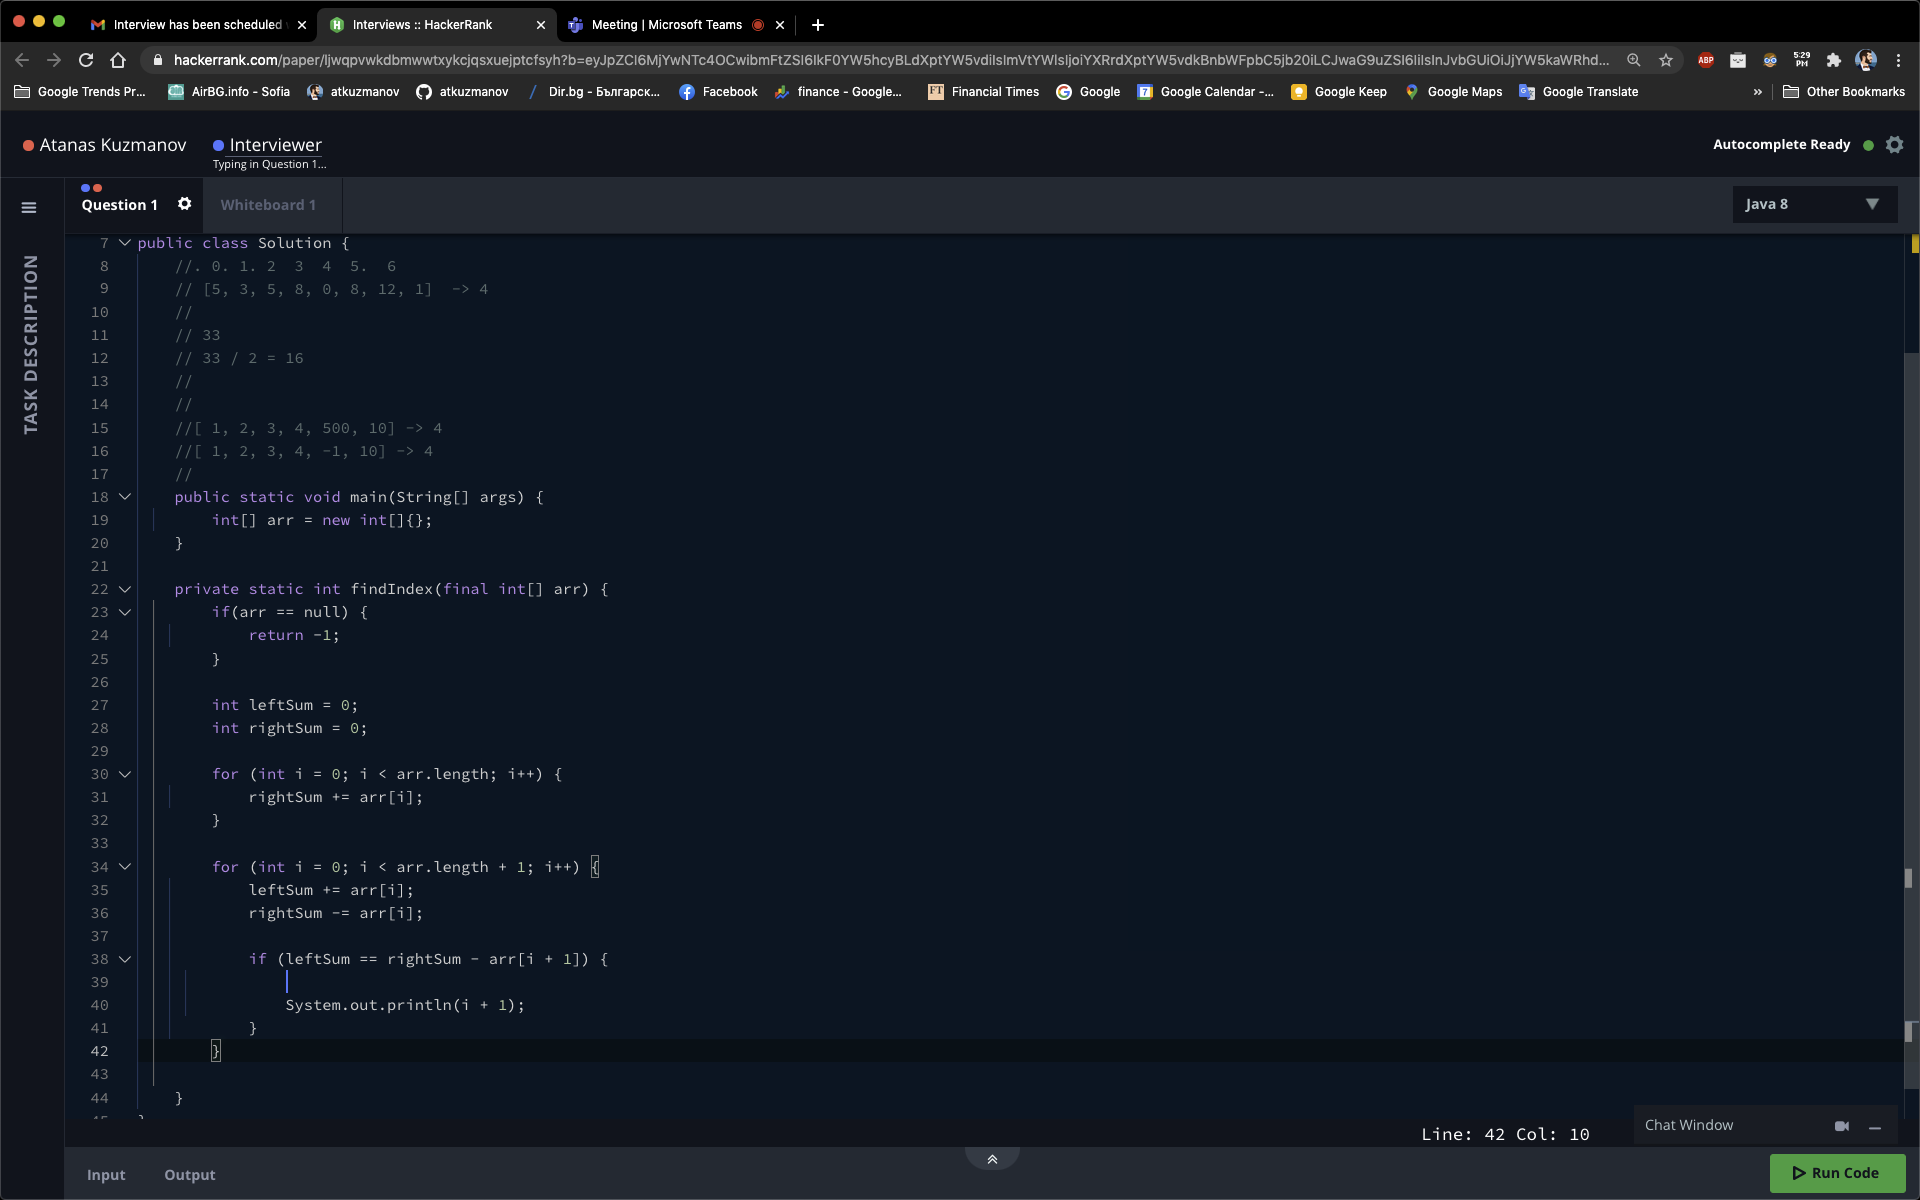 Interview has been scheduled
Interviews :: HackerRank
Meeting | Microsoft Teams
hackerrank.com/paper/ljwqpvwkdbmwwtxykcjqsxuejptcfsyh?b=
ABP
5:29 PM
Google Trends Pr...
AirBG.info - Sofia
atkuzmanov
atkuzmanov
Dir.bg - Българск...
Facebook
finance - Google...
FT Financial Times
Google
7 Google Calendar -...
Google Keep
Google Maps
Google Translate
»
Other Bookmarks
Atanas Kuzmanov
Interviewer
Typing in Question 1...
Autocomplete Ready
Question 1
Whiteboard 1
Java 8
TASK DESCRIPTION
7 public class Solution {
8 //. 0. 1. 2  3  4  5.  6
9 // [5, 3, 5, 8, 0, 8, 12, 1]  -> 4
10 //
11 // 33
12 // 33 / 2 = 16
13 //
14 //
15 //[ 1, 2, 3, 4, 500, 10] -> 4
16 //[ 1, 2, 3, 4, -1, 10] -> 4
17 //
18 public static void main(String[] args) {
19 int[] arr = new int[]{};
20 }
21
22 private static int findIndex(final int[] arr) {
23 if(arr == null) {
24 return -1;
25 }
26
27 int leftSum = 0;
28 int rightSum = 0;
29
30 for (int i = 0; i < arr.length; i++) {
31 rightSum += arr[i];
32 }
33
34 for (int i = 0; i < arr.length + 1; i++) {
35 leftSum += arr[i];
36 rightSum -= arr[i];
37
38 if (leftSum == rightSum - arr[i + 1]) {
39
40 System.out.println(i + 1);
41 }
42 }
43
44 }
Line: 42 Col: 10
Chat Window
Input
Output
Run Code